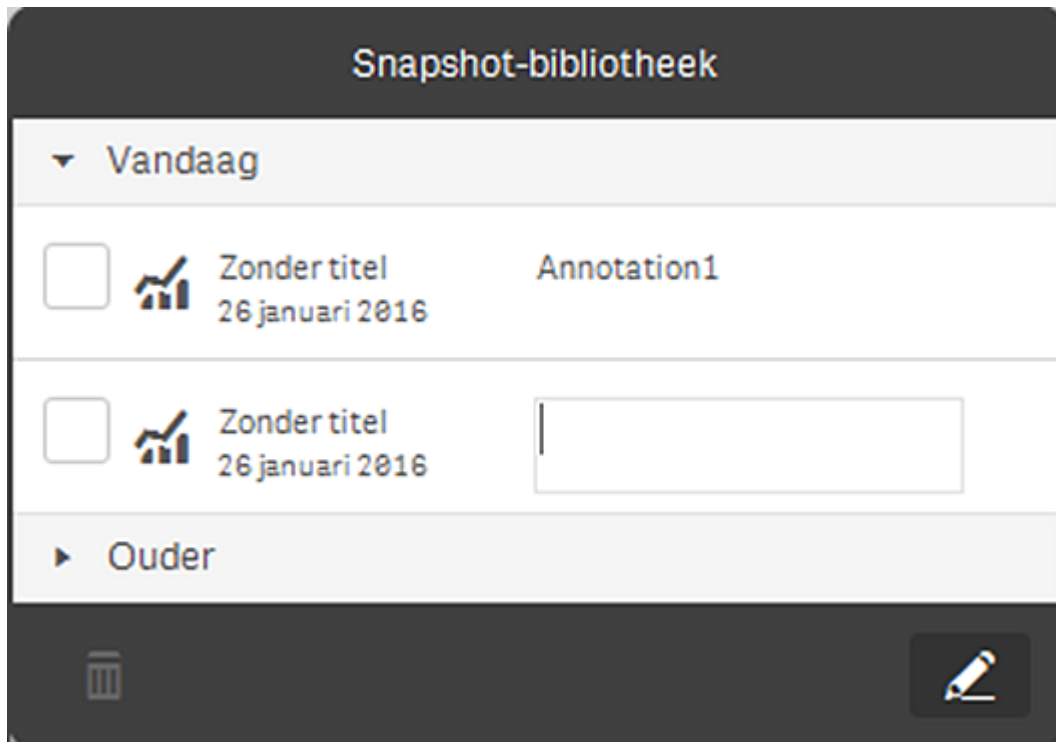 Snapshot-bibliotheek
Vandaag
Zonder titel
Annotation1
26 januari 2016
Zonder titel
26 januari 2016
Ouder